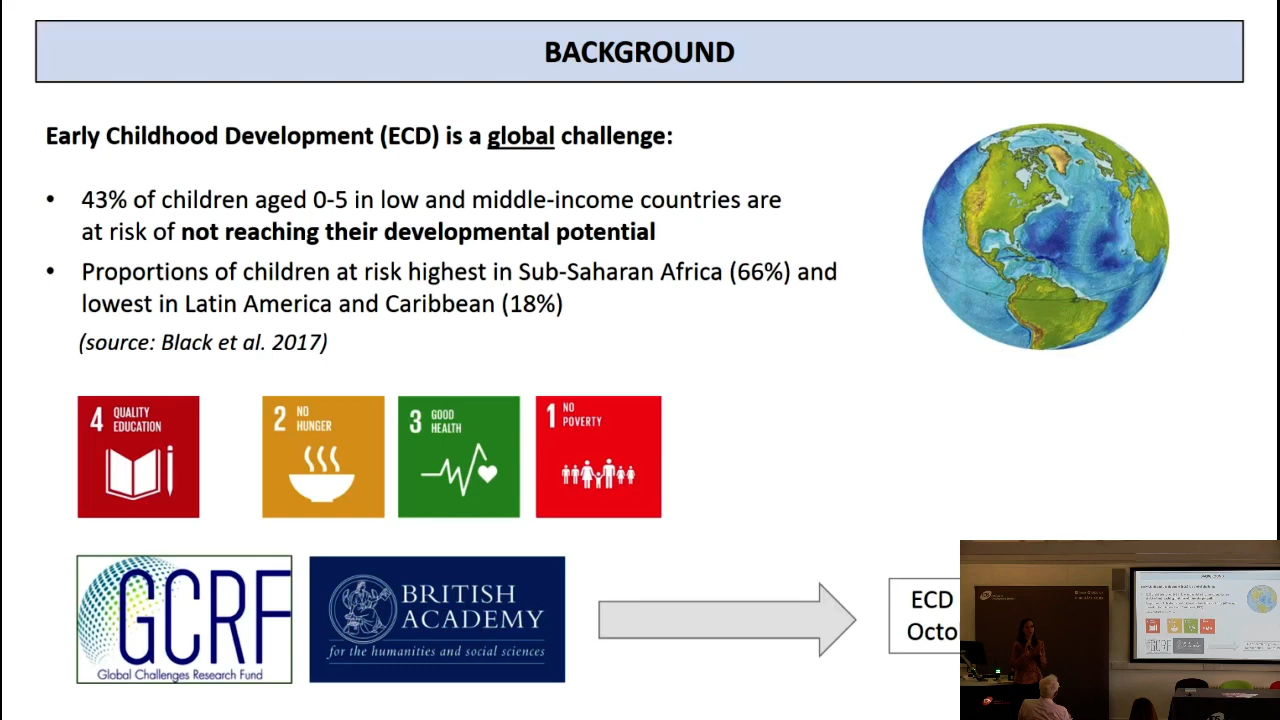 BACKGROUND
Early Childhood Development (ECD) is a global challenge:
• 43% of children aged 0-5 in low and middle-income countries are
at risk of not reaching their developmental potential
• Proportions of children at risk highest in Sub-Saharan Africa (66%) and
lowest in Latin America and Caribbean (18%)
(source: Black et al. 2017)
4 QUALITY
EDUCATION
2 NO
HUNGER
3 GOOD
HEALTH
1 NO
POVERTY
GCRF
Global Challenges Research Fund
BRITISH
ACADEMY
for the humanities and social sciences
ECD
Octo
BACKGROUND